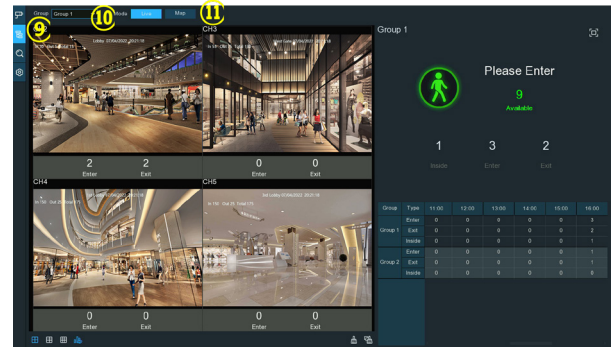 Group Group 1 10 Mode Live Map 11
9
CH3
Group 1
Please Enter
9
Available
1 3 2
Inside Enter Exit
2 2 0 0
Enter Exit Enter Exit
CH4 CH5
Group Type 11:00 12:00 13:00 14:00 15:00 16:00
Enter 0 0 0 0 0 3
Group 1 Exit 0 0 0 0 0 2
Inside 0 0 0 0 0 1
Enter 0 0 0 0 0 1
Group 2 Exit 0 0 0 0 0 1
Inside 0 0 0 0 0 0
0 0 0 0
Enter Exit Enter Exit